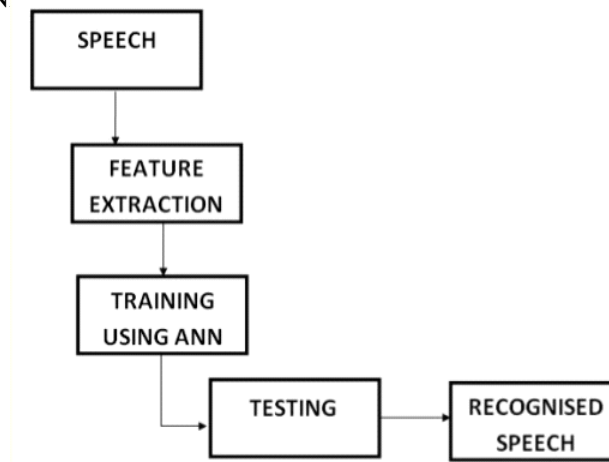 SPEECH
FEATURE
EXTRACTION
TRAINING
USING ANN
TESTING
RECOGNISED
SPEECH